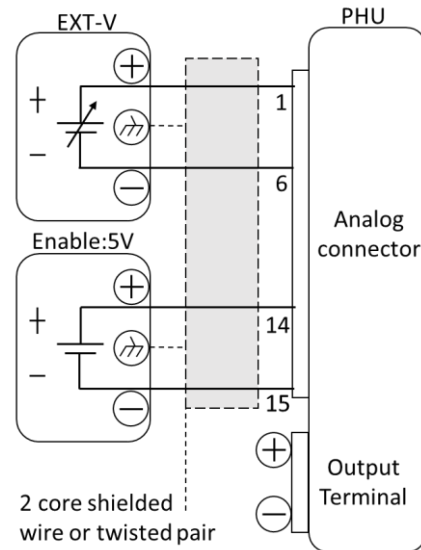 EXT-V
PHU
+
+
1
−
6
−
Analog
connector
Enable:5V
+
+
14
−
15
−
+
Output
Terminal
−
2 core shielded
wire or twisted pair